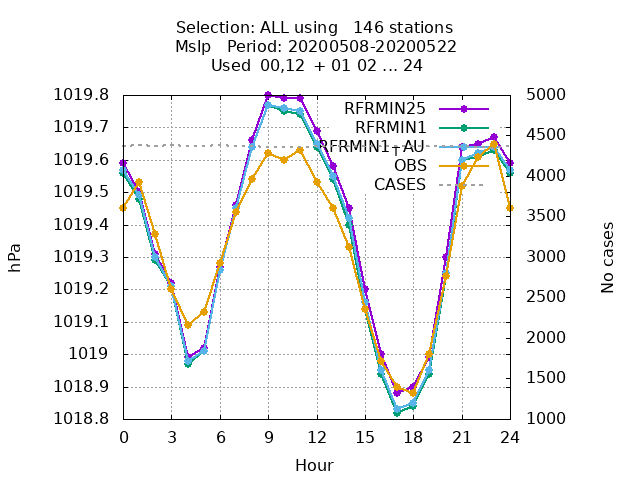 Selection: ALL using   146 stations
Mslp   Period: 20200508-20200522
Used  00,12  + 01 02 ... 24
hPa
1019.8
1019.7
1019.6
1019.5
1019.4
1019.3
1019.2
1019.1
1019
1018.9
1018.8
RFRMIN25
RFRMIN1
RFRMIN1+AU
OBS
CASES
5000
4500
4000
3500
3000
2500
2000
1500
1000
No cases
0 3 6 9 12 15 18 21 24
Hour